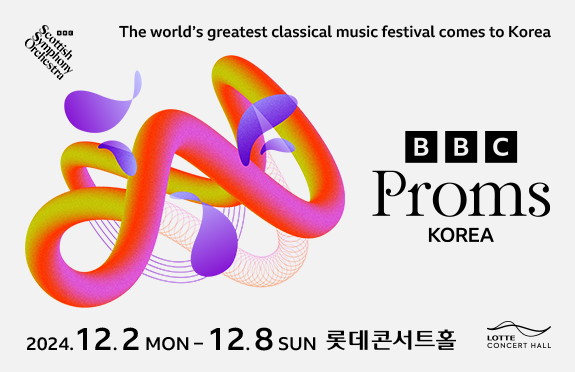 The world's greatest classical music festival comes to Korea
BBC
Scottish
Symphony
Orchestra
BBC
Proms
KOREA
2024. 12. 2 MON – 12. 8 SUN 롯데콘서트홀
LOTTE
CONCERT HALL